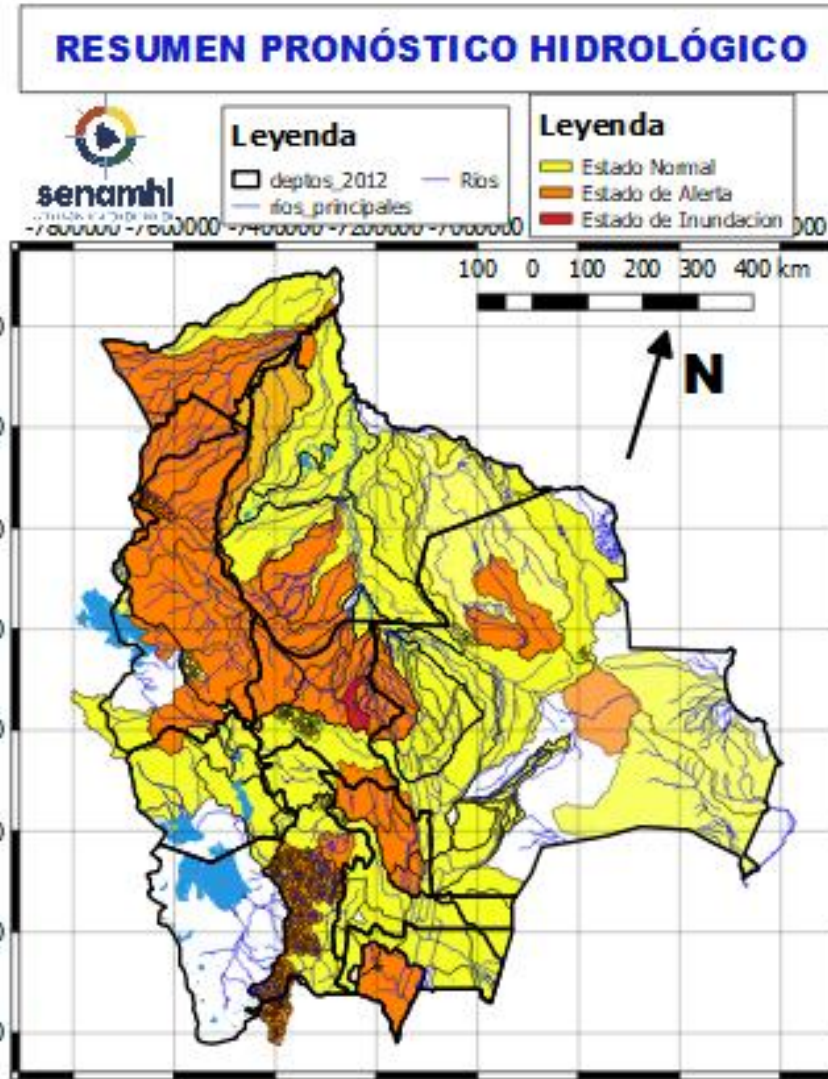 RESUMEN PRONÓSTICO HIDROLÓGICO
senamhi
Leyenda
deptos_2012
Rios
rios_principales
Leyenda
Estado Normal
Estado de Alerta
Estado de Inundacion
-7800000 -7600000 -7400000 -7200000 -7000000
100 0 100 200 300 400 km
N